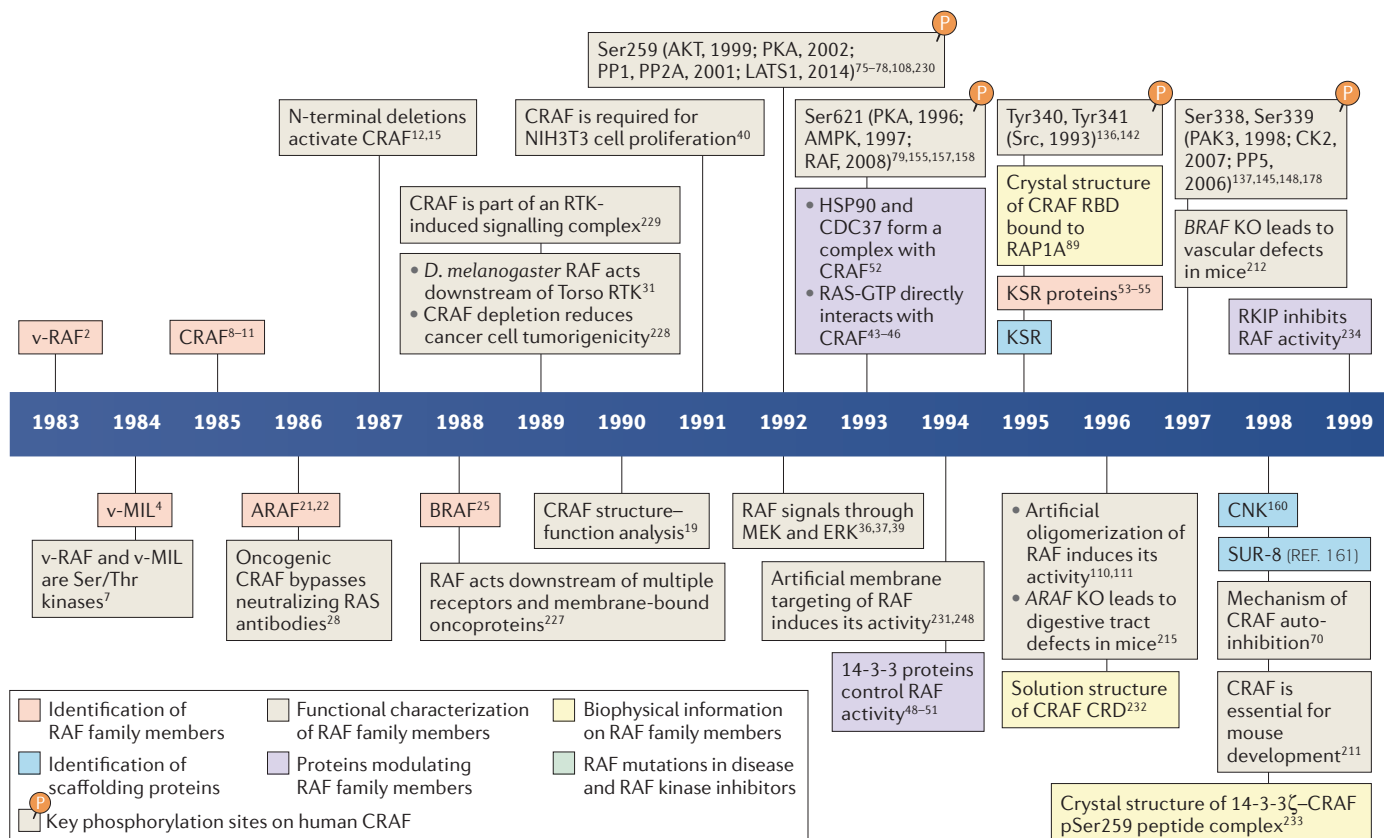 P
Ser259 (AKT, 1999; PKA, 2002;
PP1, PP2A, 2001; LATS1, 2014)75–78,108,230
N-terminal deletions
activate CRAF12,15
CRAF is required for
NIH3T3 cell proliferation40
P
Ser621 (PKA, 1996;
AMPK, 1997;
RAF, 2008)79,155,157,158
P
Tyr340, Tyr341
(Src, 1993)136,142
P
Ser338, Ser339
(PAK3, 1998; CK2,
2007; PP5,
2006)137,145,148,178
CRAF is part of an RTK-
induced signalling complex229
• D. melanogaster RAF acts
downstream of Torso RTK31
• CRAF depletion reduces
cancer cell tumorigenicity228
• HSP90 and
CDC37 form a
complex with
CRAF52
• RAS-GTP directly
interacts with
CRAF43–46
Crystal structure
of CRAF RBD
bound to
RAP1A89
KSR proteins53–55
KSR
BRAF KO leads to
vascular defects
in mice212
RKIP inhibits
RAF activity234
v-RAF2
CRAF8–11
1983 1984 1985 1986 1987 1988 1989 1990 1991 1992 1993 1994 1995 1996 1997 1998 1999
v-MIL4
v-RAF and v-MIL
are Ser/Thr
kinases7
ARAF21,22
Oncogenic
CRAF bypasses
neutralizing RAS
antibodies28
BRAF25
RAF acts downstream of multiple
receptors and membrane-bound
oncoproteins227
CRAF structure–
function analysis19
RAF signals through
MEK and ERK36,37,39
Artificial membrane
targeting of RAF
induces its activity231,248
14-3-3 proteins
control RAF
activity48–51
• Artificial
oligomerization of
RAF induces its
activity110,111
• ARAF KO leads to
digestive tract
defects in mice215
Solution structure
of CRAF CRD232
CNK160
SUR-8 (REF. 161)
Mechanism of
CRAF auto-
inhibition70
CRAF is
essential for
mouse
development211
Crystal structure of 14-3-3ζ–CRAF
pSer259 peptide complex233
Identification of
RAF family members
Functional characterization
of RAF family members
Biophysical information
on RAF family members
Identification of
scaffolding proteins
Proteins modulating
RAF family members
RAF mutations in disease
and RAF kinase inhibitors
P
Key phosphorylation sites on human CRAF